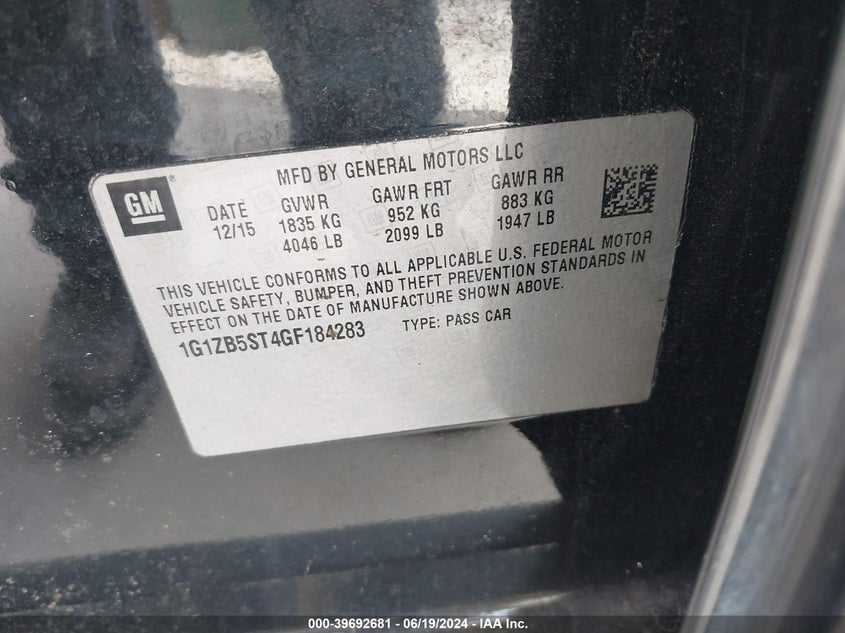 MFD BY GENERAL MOTORS LLC
GM ®
DATE GVWR GAWR FRT GAWR RR
12/15 1835 KG 952 KG 883 KG
4046 LB 2099 LB 1947 LB
THIS VEHICLE CONFORMS TO ALL APPLICABLE U.S. FEDERAL MOTOR
VEHICLE SAFETY, BUMPER, AND THEFT PREVENTION STANDARDS IN
EFFECT ON THE DATE OF MANUFACTURE SHOWN ABOVE.
1G1ZB5ST4GF184283 TYPE: PASS CAR
000-39692681 - 06/19/2024 - IAA Inc.